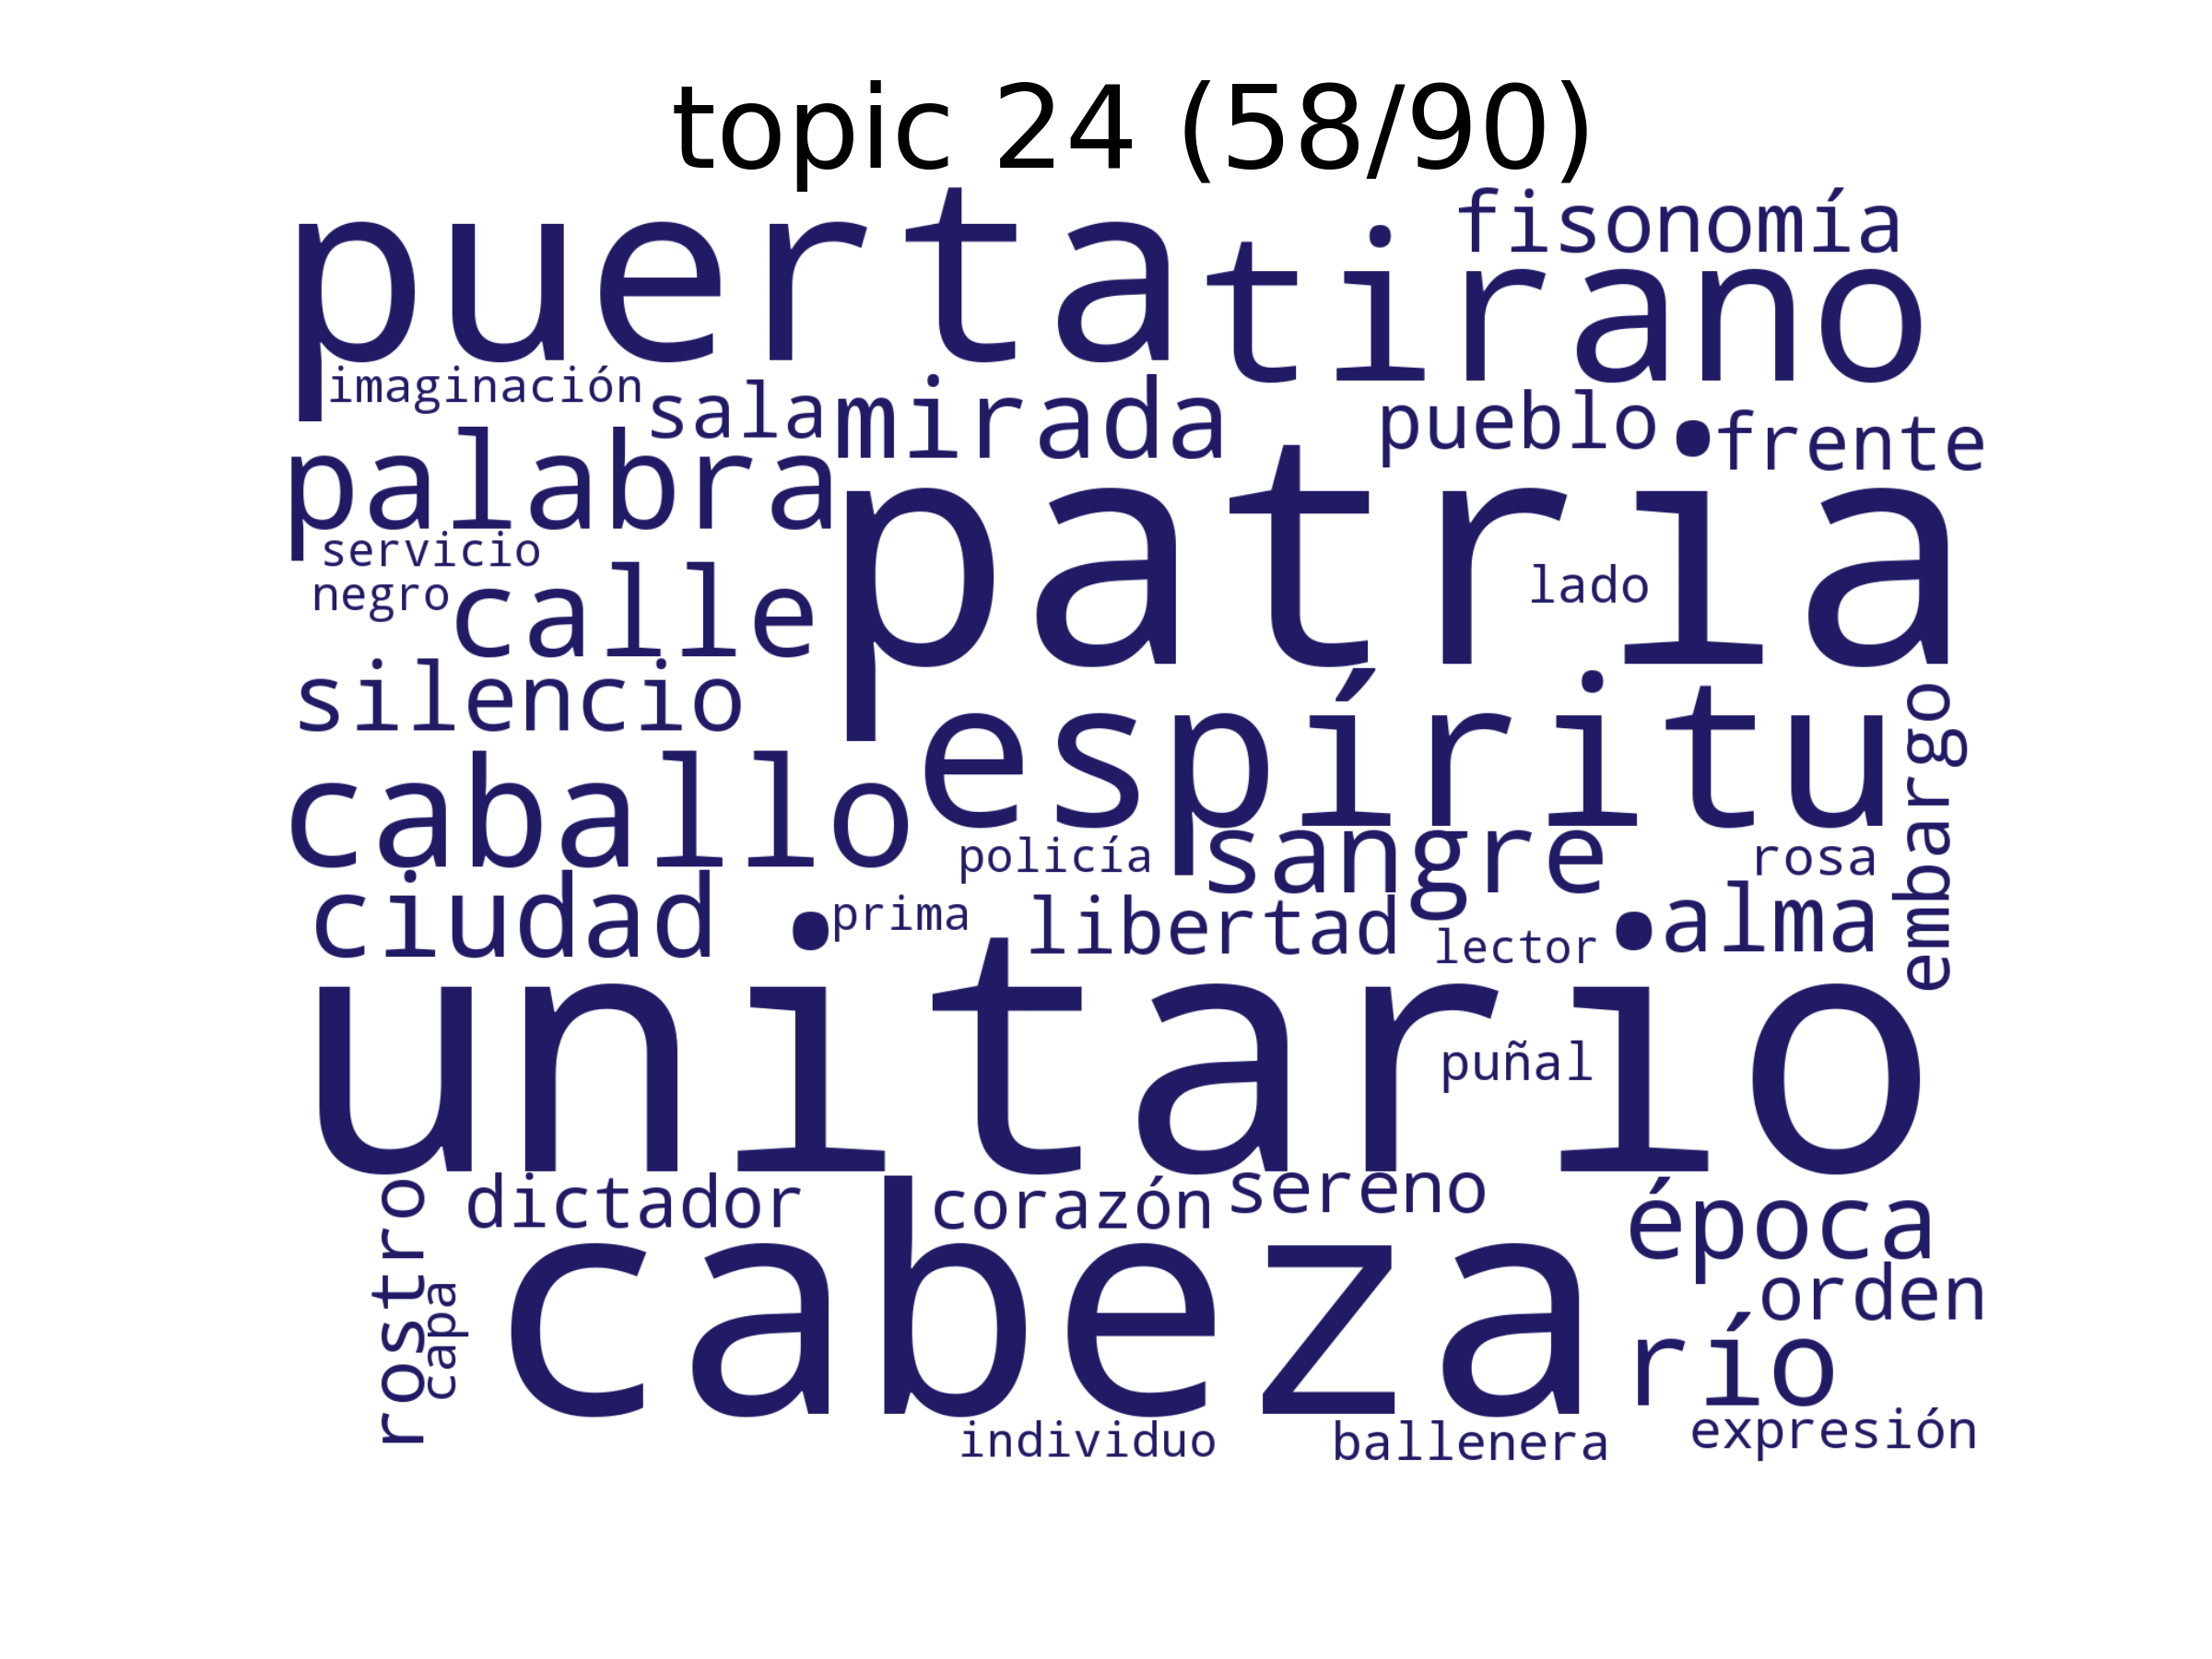 topic 24 (58/90)
puerta tirano fisonomía
imaginación sala mirada pueblo frente
palabra patria
servicio
negro calle lado
silencio espíritu embargo
caballo policía sangre rosa
ciudad prima libertad lector alma
unitario
puñal
rostro dictador corazón sereno época
capa cabeza orden
río
individuo ballenera expresión